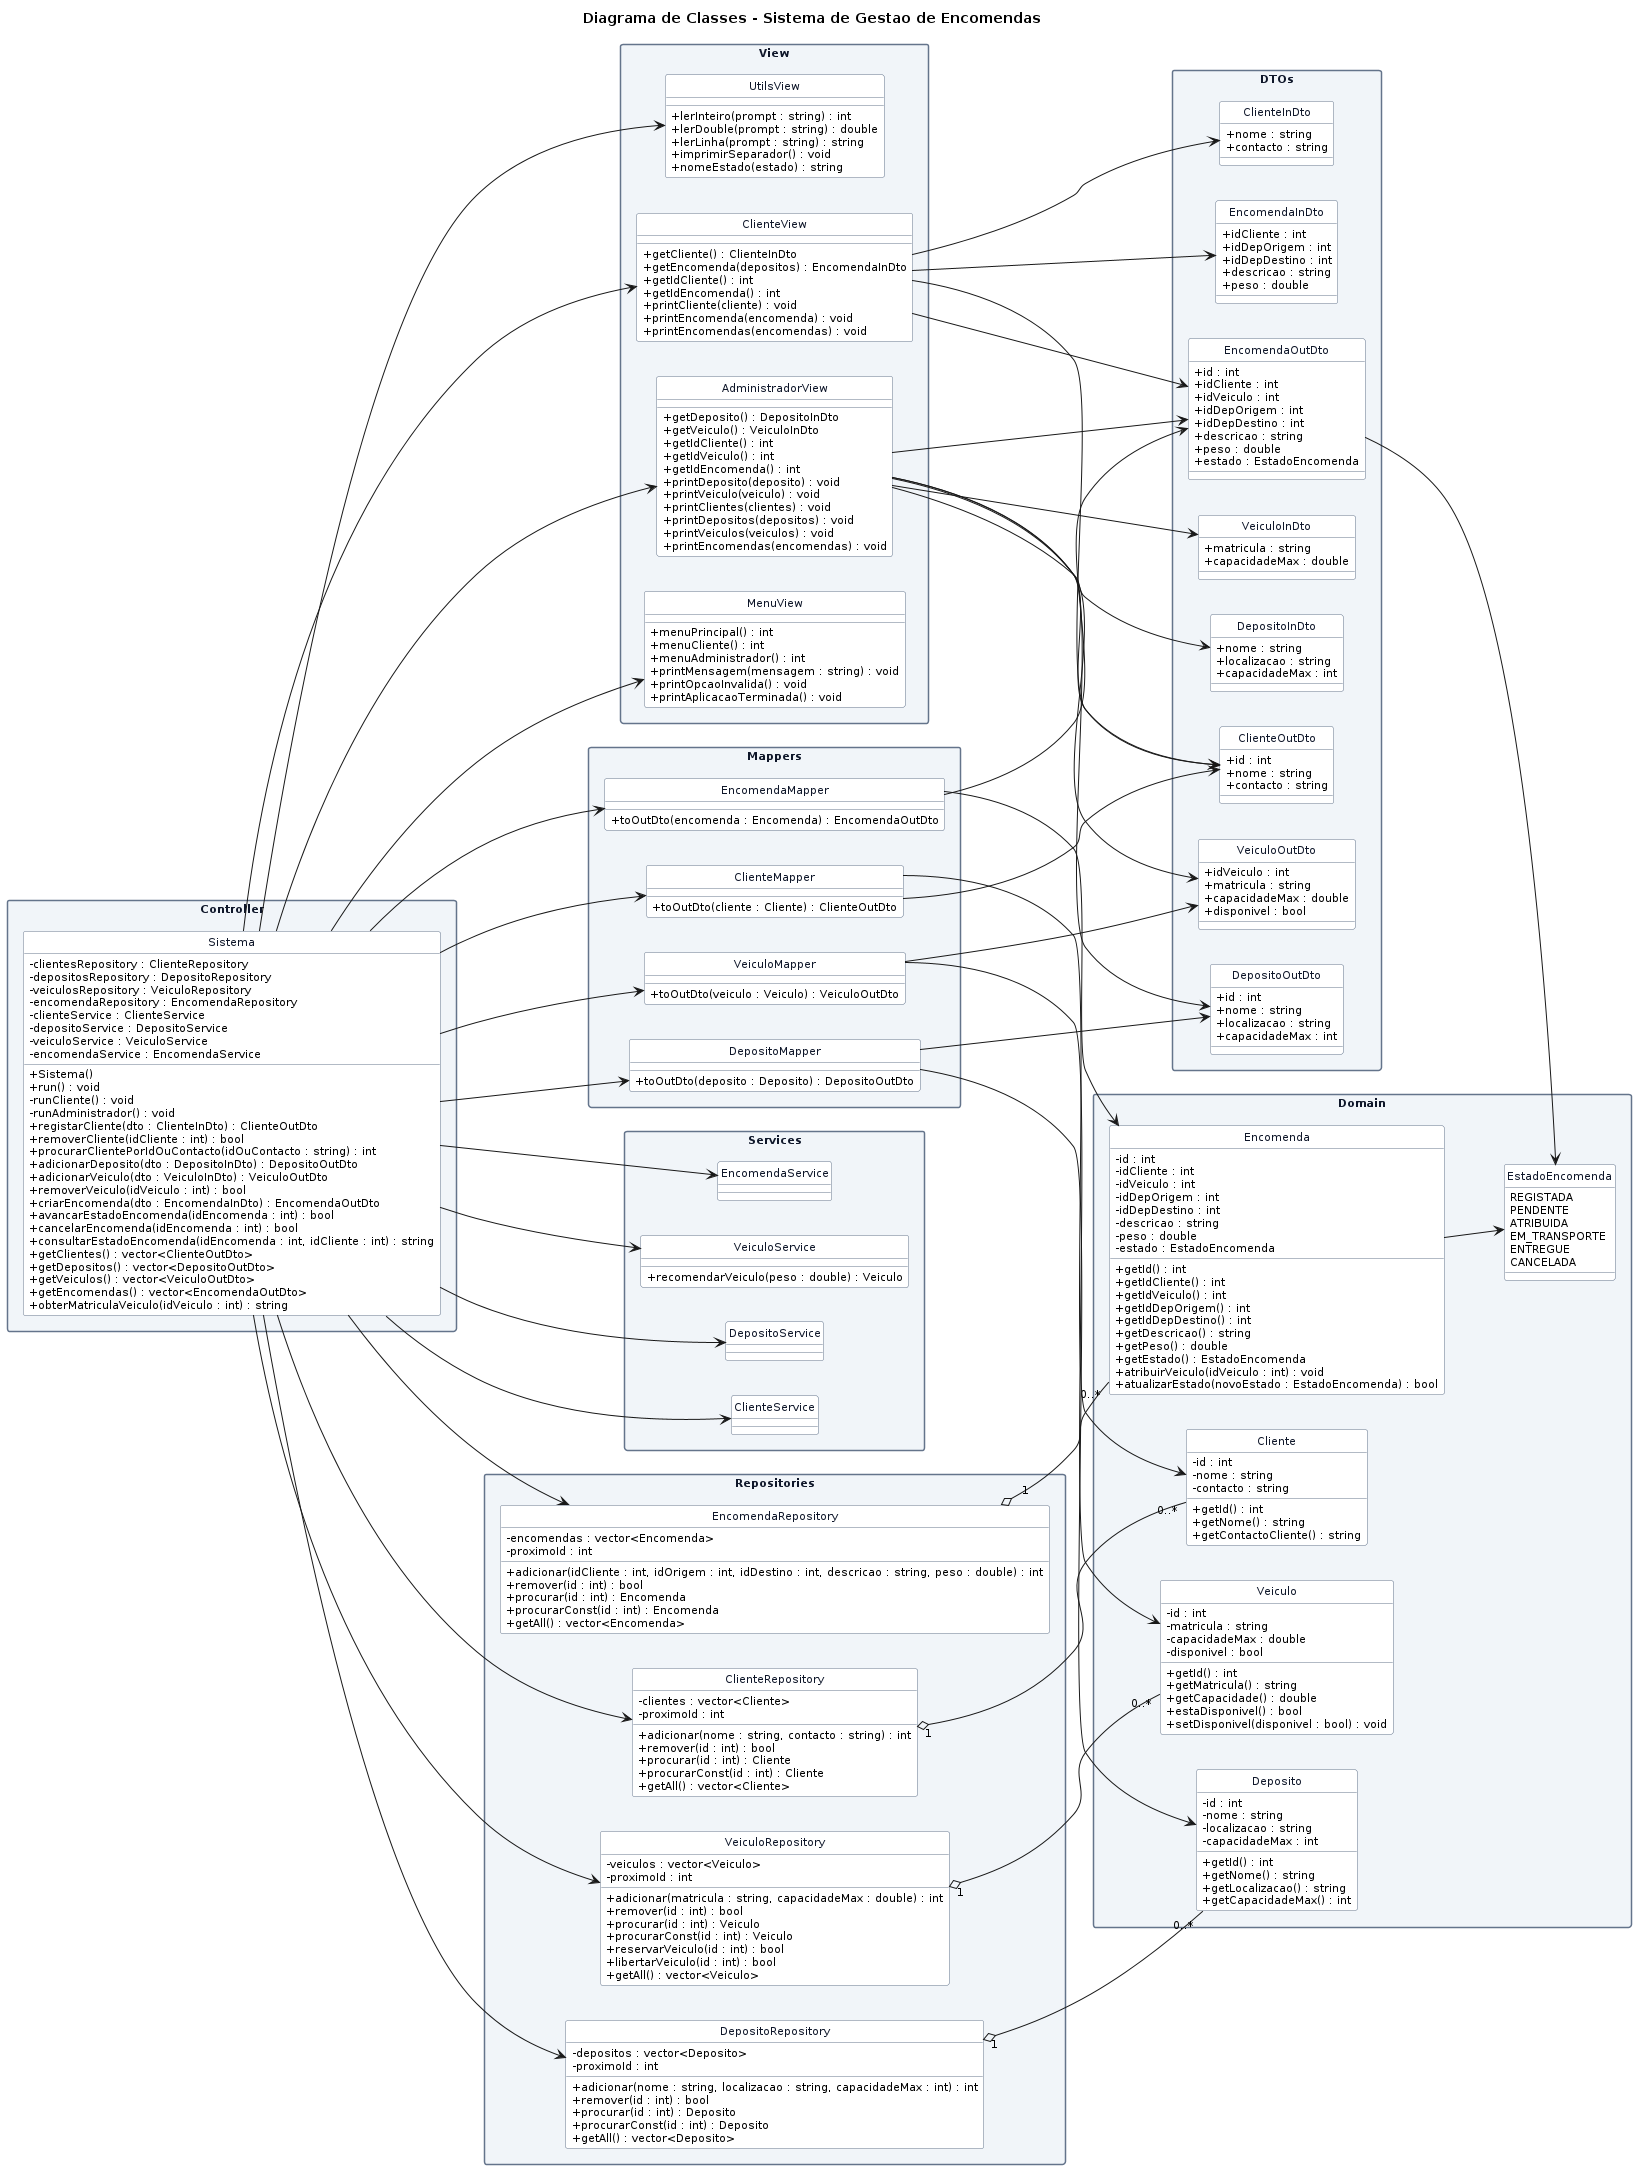 Diagrama de Classes - Sistema de Gestao de Encomendas
View
UtilsView
+lerInteiro(prompt : string) : int
+lerDouble(prompt : string) : double
+lerLinha(prompt : string) : string
+imprimirSeparador() : void
+nomeEstado(estado) : string
ClienteView
+getCliente() : ClienteInDto
+getEncomenda(depositos) : EncomendaInDto
+getIdCliente() : int
+getIdEncomenda() : int
+printCliente(cliente) : void
+printEncomenda(encomenda) : void
+printEncomendas(encomendas) : void
AdministradorView
+getDeposito() : DepositoInDto
+getVeiculo() : VeiculoInDto
+getIdCliente() : int
+getIdVeiculo() : int
+getIdEncomenda() : int
+printDeposito(deposito) : void
+printVeiculo(veiculo) : void
+printClientes(clientes) : void
+printDepositos(depositos) : void
+printVeiculos(veiculos) : void
+printEncomendas(encomendas) : void
MenuView
+menuPrincipal() : int
+menuCliente() : int
+menuAdministrador() : int
+printMensagem(mensagem : string) : void
+printOpcaoInvalida() : void
+printAplicacaoTerminada() : void
DTOs
ClienteInDto
+nome : string
+contacto : string
EncomendaInDto
+idCliente : int
+idDepOrigem : int
+idDepDestino : int
+descricao : string
+peso : double
EncomendaOutDto
+id : int
+idCliente : int
+idVeiculo : int
+idDepOrigem : int
+idDepDestino : int
+descricao : string
+peso : double
+estado : EstadoEncomenda
VeiculoInDto
+matricula : string
+capacidadeMax : double
DepositoInDto
+nome : string
+localizacao : string
+capacidadeMax : int
ClienteOutDto
+id : int
+nome : string
+contacto : string
VeiculoOutDto
+idVeiculo : int
+matricula : string
+capacidadeMax : double
+disponivel : bool
DepositoOutDto
+id : int
+nome : string
+localizacao : string
+capacidadeMax : int
Mappers
EncomendaMapper
+toOutDto(encomenda : Encomenda) : EncomendaOutDto
ClienteMapper
+toOutDto(cliente : Cliente) : ClienteOutDto
VeiculoMapper
+toOutDto(veiculo : Veiculo) : VeiculoOutDto
DepositoMapper
+toOutDto(deposito : Deposito) : DepositoOutDto
Controller
Sistema
-clientesRepository : ClienteRepository
-depositosRepository : DepositoRepository
-veiculosRepository : VeiculoRepository
-encomendaRepository : EncomendaRepository
-clienteService : ClienteService
-depositoService : DepositoService
-veiculoService : VeiculoService
-encomendaService : EncomendaService
+Sistema()
+run() : void
-runCliente() : void
-runAdministrador() : void
+registarCliente(dto : ClienteInDto) : ClienteOutDto
+removerCliente(idCliente : int) : bool
+procurarClientePorIdOuContacto(idOuContacto : string) : int
+adicionarDeposito(dto : DepositoInDto) : DepositoOutDto
+adicionarVeiculo(dto : VeiculoInDto) : VeiculoOutDto
+removerVeiculo(idVeiculo : int) : bool
+criarEncomenda(dto : EncomendaInDto) : EncomendaOutDto
+avancarEstadoEncomenda(idEncomenda : int) : bool
+cancelarEncomenda(idEncomenda : int) : bool
+consultarEstadoEncomenda(idEncomenda : int, idCliente : int) : string
+getClientes() : vector<ClienteOutDto>
+getDepositos() : vector<DepositoOutDto>
+getVeiculos() : vector<VeiculoOutDto>
+getEncomendas() : vector<EncomendaOutDto>
+obterMatriculaVeiculo(idVeiculo : int) : string
Services
EncomendaService
VeiculoService
+recomendarVeiculo(peso : double) : Veiculo
DepositoService
ClienteService
Domain
Encomenda
-id : int
-idCliente : int
-idVeiculo : int
-idDepOrigem : int
-idDepDestino : int
-descricao : string
-peso : double
-estado : EstadoEncomenda
+getId() : int
+getIdCliente() : int
+getIdVeiculo() : int
+getIdDepOrigem() : int
+getIdDepDestino() : int
+getDescricao() : string
+getPeso() : double
+getEstado() : EstadoEncomenda
+atribuirVeiculo(idVeiculo : int) : void
+atualizarEstado(novoEstado : EstadoEncomenda) : bool
EstadoEncomenda
REGISTADA
PENDENTE
ATRIBUIDA
EM_TRANSPORTE
ENTREGUE
CANCELADA
0..*
Cliente
-id : int
-nome : string
-contacto : string
+getId() : int
+getNome() : string
+getContactoCliente() : string
0..*
Veiculo
-id : int
-matricula : string
-capacidadeMax : double
-disponivel : bool
+getId() : int
+getMatricula() : string
+getCapacidade() : double
+estaDisponivel() : bool
+setDisponivel(disponivel : bool) : void
0..*
Deposito
-id : int
-nome : string
-localizacao : string
-capacidadeMax : int
+getId() : int
+getNome() : string
+getLocalizacao() : string
+getCapacidadeMax() : int
0..*
Repositories
1
EncomendaRepository
-encomendas : vector<Encomenda>
-proximoId : int
+adicionar(idCliente : int, idOrigem : int, idDestino : int, descricao : string, peso : double) : int
+remover(id : int) : bool
+procurar(id : int) : Encomenda
+procurarConst(id : int) : Encomenda
+getAll() : vector<Encomenda>
ClienteRepository
-clientes : vector<Cliente>
-proximoId : int
+adicionar(nome : string, contacto : string) : int
+remover(id : int) : bool
+procurar(id : int) : Cliente
+procurarConst(id : int) : Cliente
+getAll() : vector<Cliente>
1
VeiculoRepository
-veiculos : vector<Veiculo>
-proximoId : int
+adicionar(matricula : string, capacidadeMax : double) : int
+remover(id : int) : bool
+procurar(id : int) : Veiculo
+procurarConst(id : int) : Veiculo
+reservarVeiculo(id : int) : bool
+libertarVeiculo(id : int) : bool
+getAll() : vector<Veiculo>
1
DepositoRepository
-depositos : vector<Deposito>
-proximoId : int
+adicionar(nome : string, localizacao : string, capacidadeMax : int) : int
+remover(id : int) : bool
+procurar(id : int) : Deposito
+procurarConst(id : int) : Deposito
+getAll() : vector<Deposito>
1